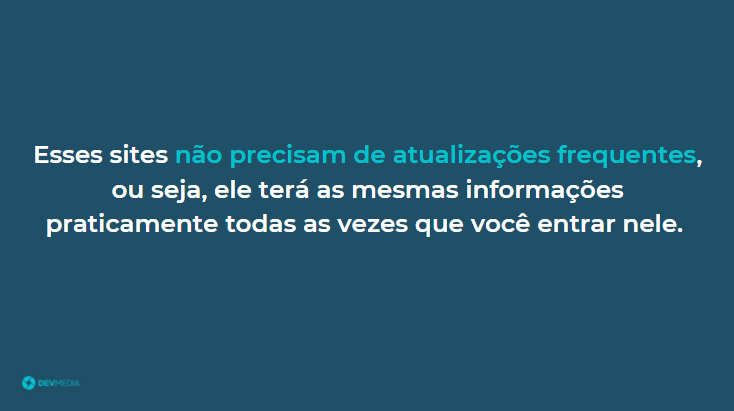 Esses sites não precisam de atualizações frequentes,
ou seja, ele terá as mesmas informações
praticamente todas as vezes que você entrar nele.
DEVMEDIA